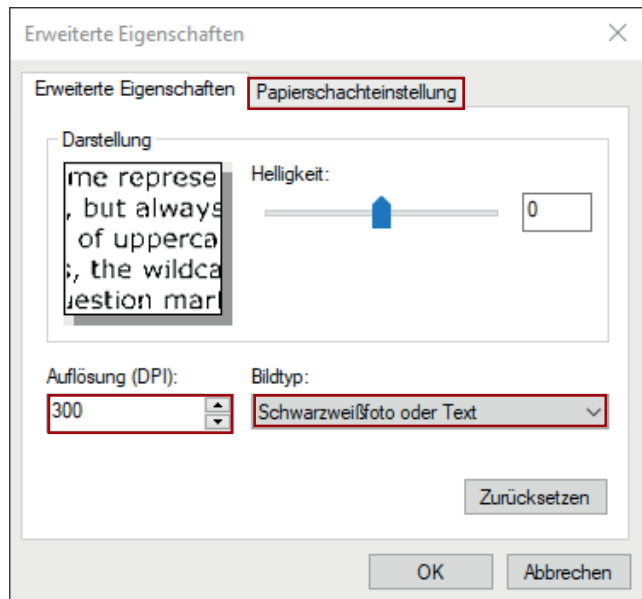 Erweiterte Eigenschaften
Erweiterte Eigenschaften
Papierschachteinstellung
Darstellung
me represe
, but always
of upperca
s, the wildca
uestion marl
Helligkeit:
0
Auflösung (DPI):
300
Bildtyp:
Schwarzweißfoto oder Text
Zurücksetzen
OK
Abbrechen